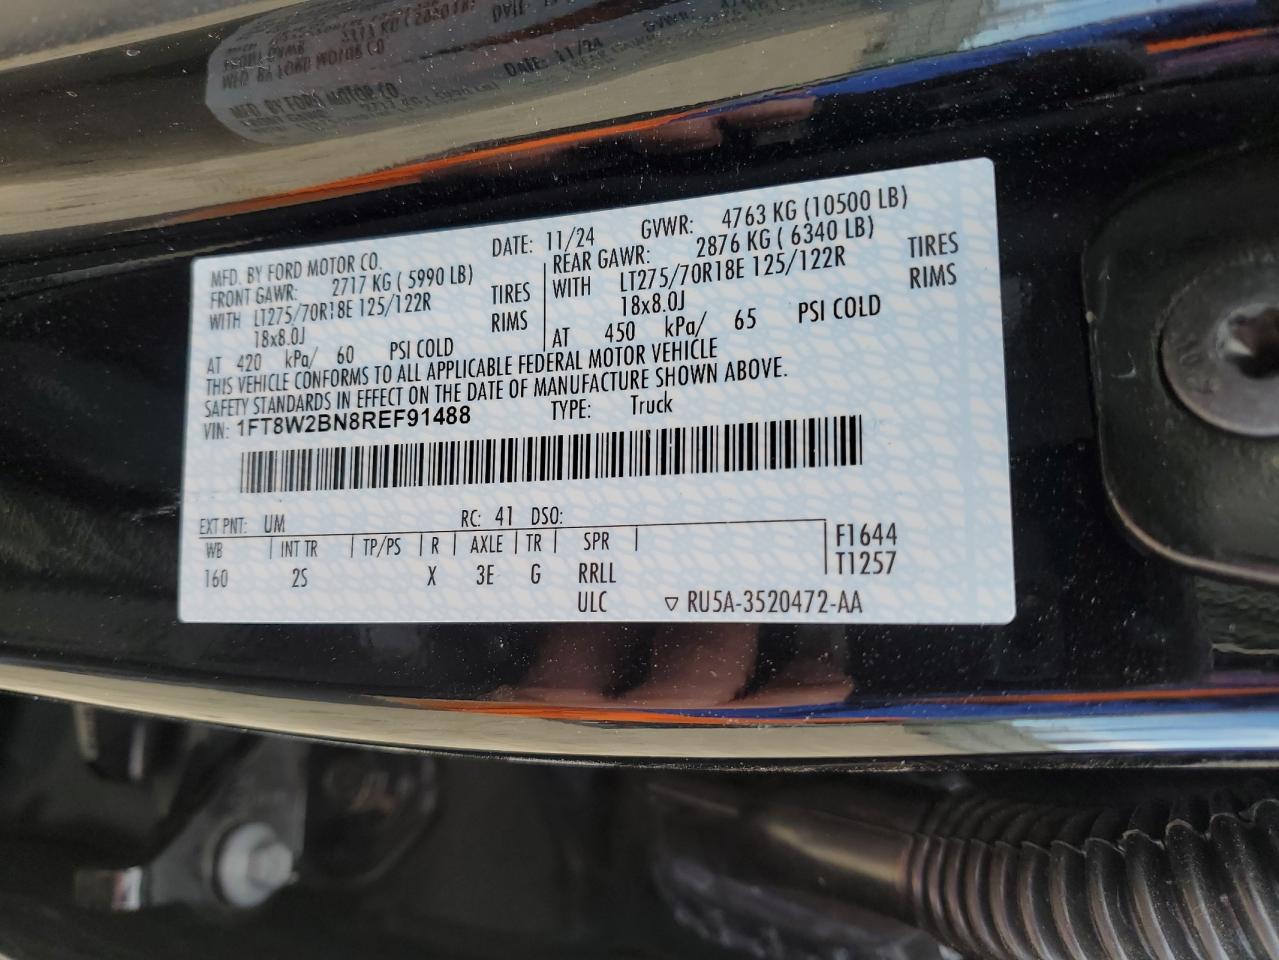 MFD. BY FORD MOTOR CO.
DATE: 11/24 GVWR: 4763 KG (10500 LB)
FRONT GAWR: 2717 KG ( 5990 LB)
REAR GAWR: 2876 KG ( 6340 LB)
WITH LT275/70R18E 125/122R TIRES
WITH LT275/70R18E 125/122R TIRES
18x8.0J RIMS
18x8.0J RIMS
AT 420 kPa/ 60 PSI COLD
AT 450 kPa/ 65 PSI COLD
THIS VEHICLE CONFORMS TO ALL APPLICABLE FEDERAL MOTOR VEHICLE
SAFETY STANDARDS IN EFFECT ON THE DATE OF MANUFACTURE SHOWN ABOVE.
VIN: 1FT8W2BN8REF91488 TYPE: Truck
EXT PNT: UM RC: 41 DSO:
WB INT TR TP/PS R AXLE TR SPR F1644
160 2S X 3E G RRLL T1257
ULC ▽ RU5A-3520472-AA